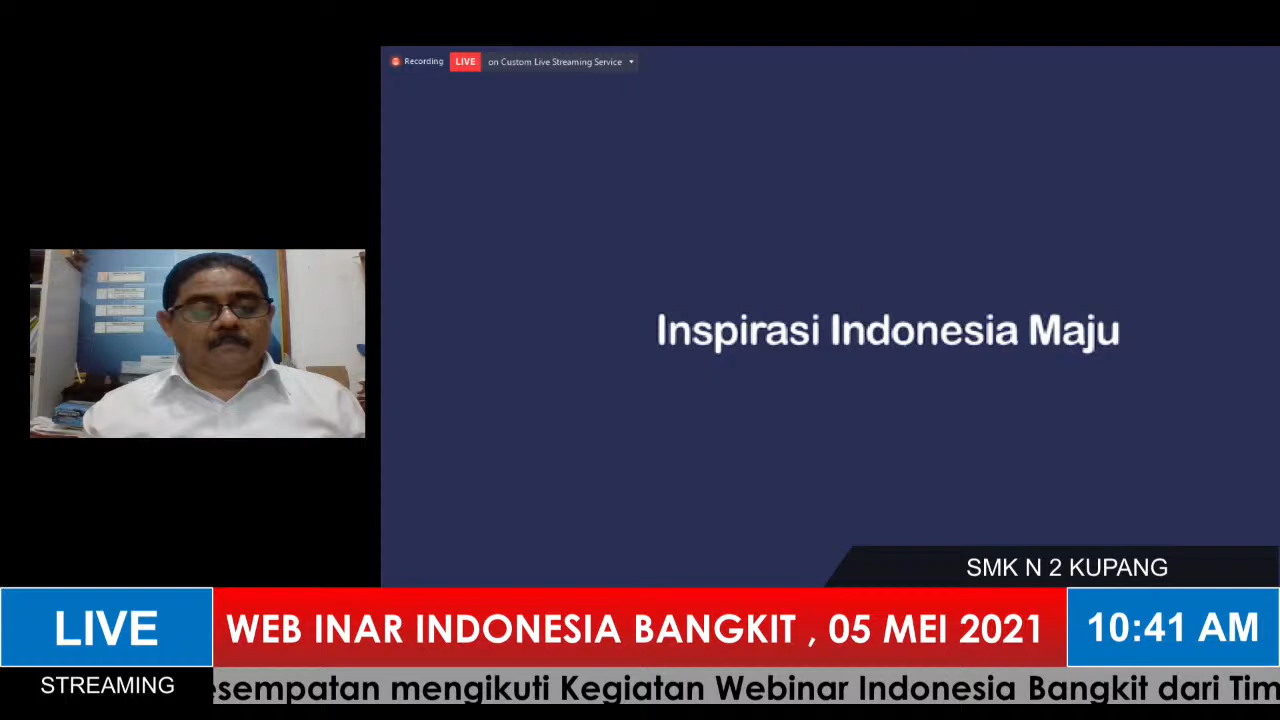 Recording LIVE on Custom Live Streaming Service
Inspirasi Indonesia Maju
SMK N 2 KUPANG
LIVE
WEB INAR INDONESIA BANGKIT , 05 MEI 2021
10:41 AM
STREAMING
esempatan mengikuti Kegiatan Webinar Indonesia Bangkit dari Tim